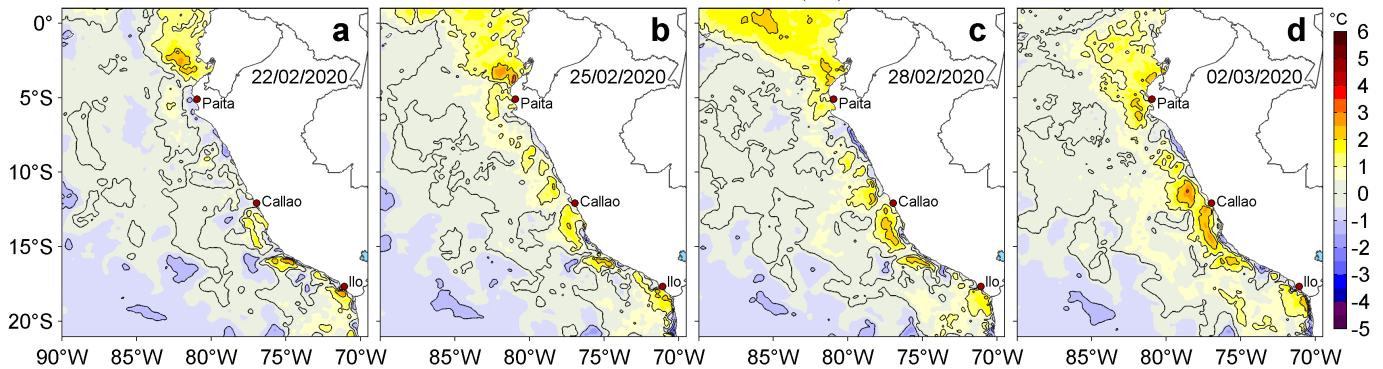 a b c d °C
0° 22/02/2020 25/02/2020 28/02/2020 02/03/2020 6
5°S Paita Paita Paita Paita 5
4
3
10°S 2
1
Callao Callao Callao Callao 0
-1
15°S -2
Ilo Ilo Ilo Ilo -3
-4
20°S -5
90°W 85°W 80°W 75°W 70°W 85°W 80°W 75°W 70°W 85°W 80°W 75°W 70°W 85°W 80°W 75°W 70°W